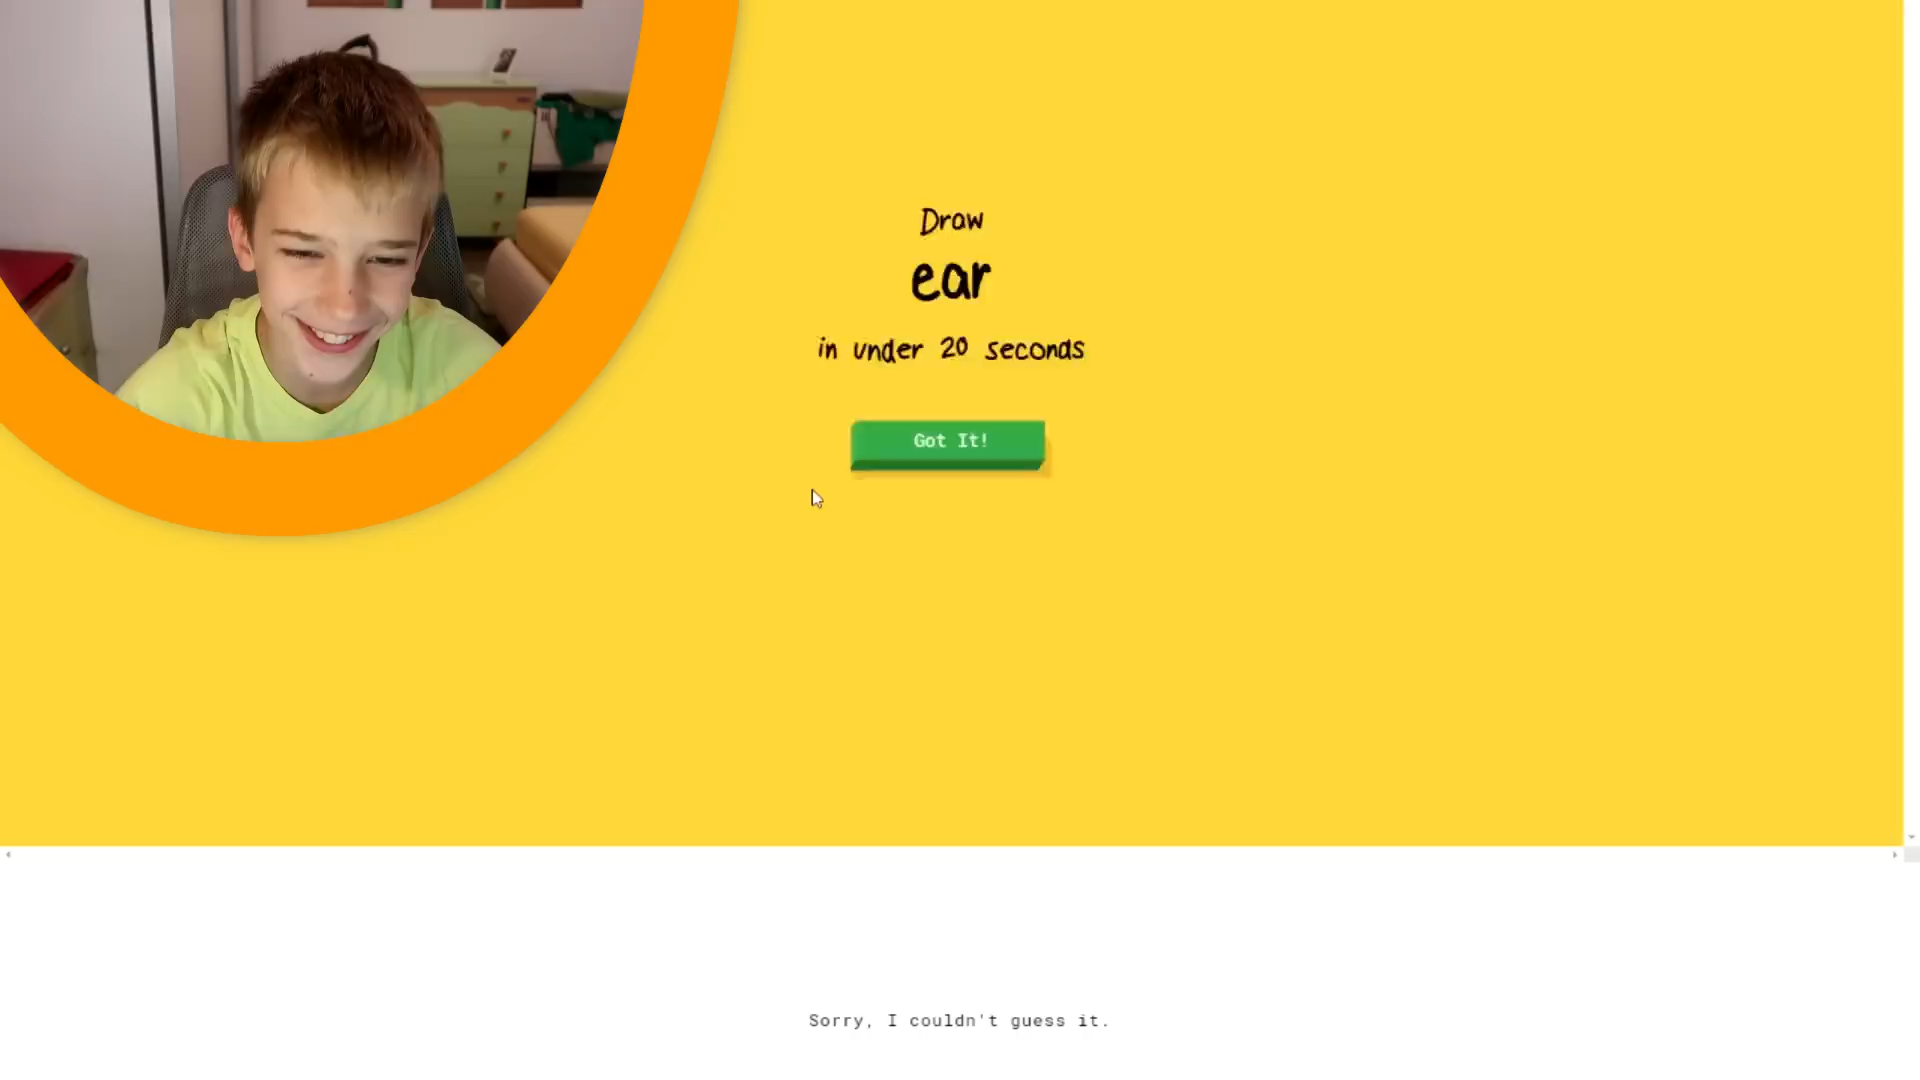 Draw
ear
in under 20 seconds
Got It!
Sorry, I couldn't guess it.